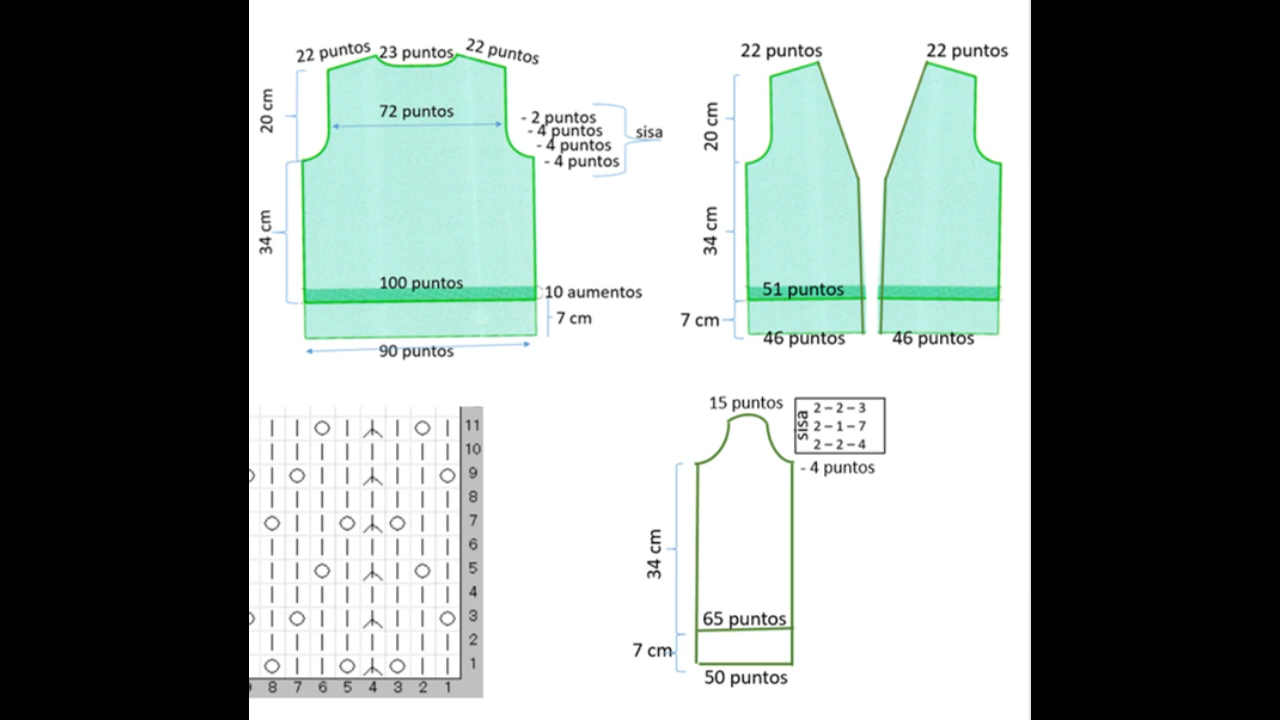 22 puntos 23 puntos 22 puntos
20 cm
72 puntos
- 2 puntos
- 4 puntos
- 4 puntos
- 4 puntos
sisa
34 cm
100 puntos
10 aumentos
7 cm
90 puntos
22 puntos 22 puntos
20 cm
34 cm
51 puntos
7 cm
46 puntos 46 puntos
11
10
9
8
7
6
5
4
3
2
1
8 7 6 5 4 3 2 1
15 puntos
sisa
2 – 2 – 3
2 – 1 – 7
2 – 2 – 4
- 4 puntos
34 cm
65 puntos
7 cm
50 puntos